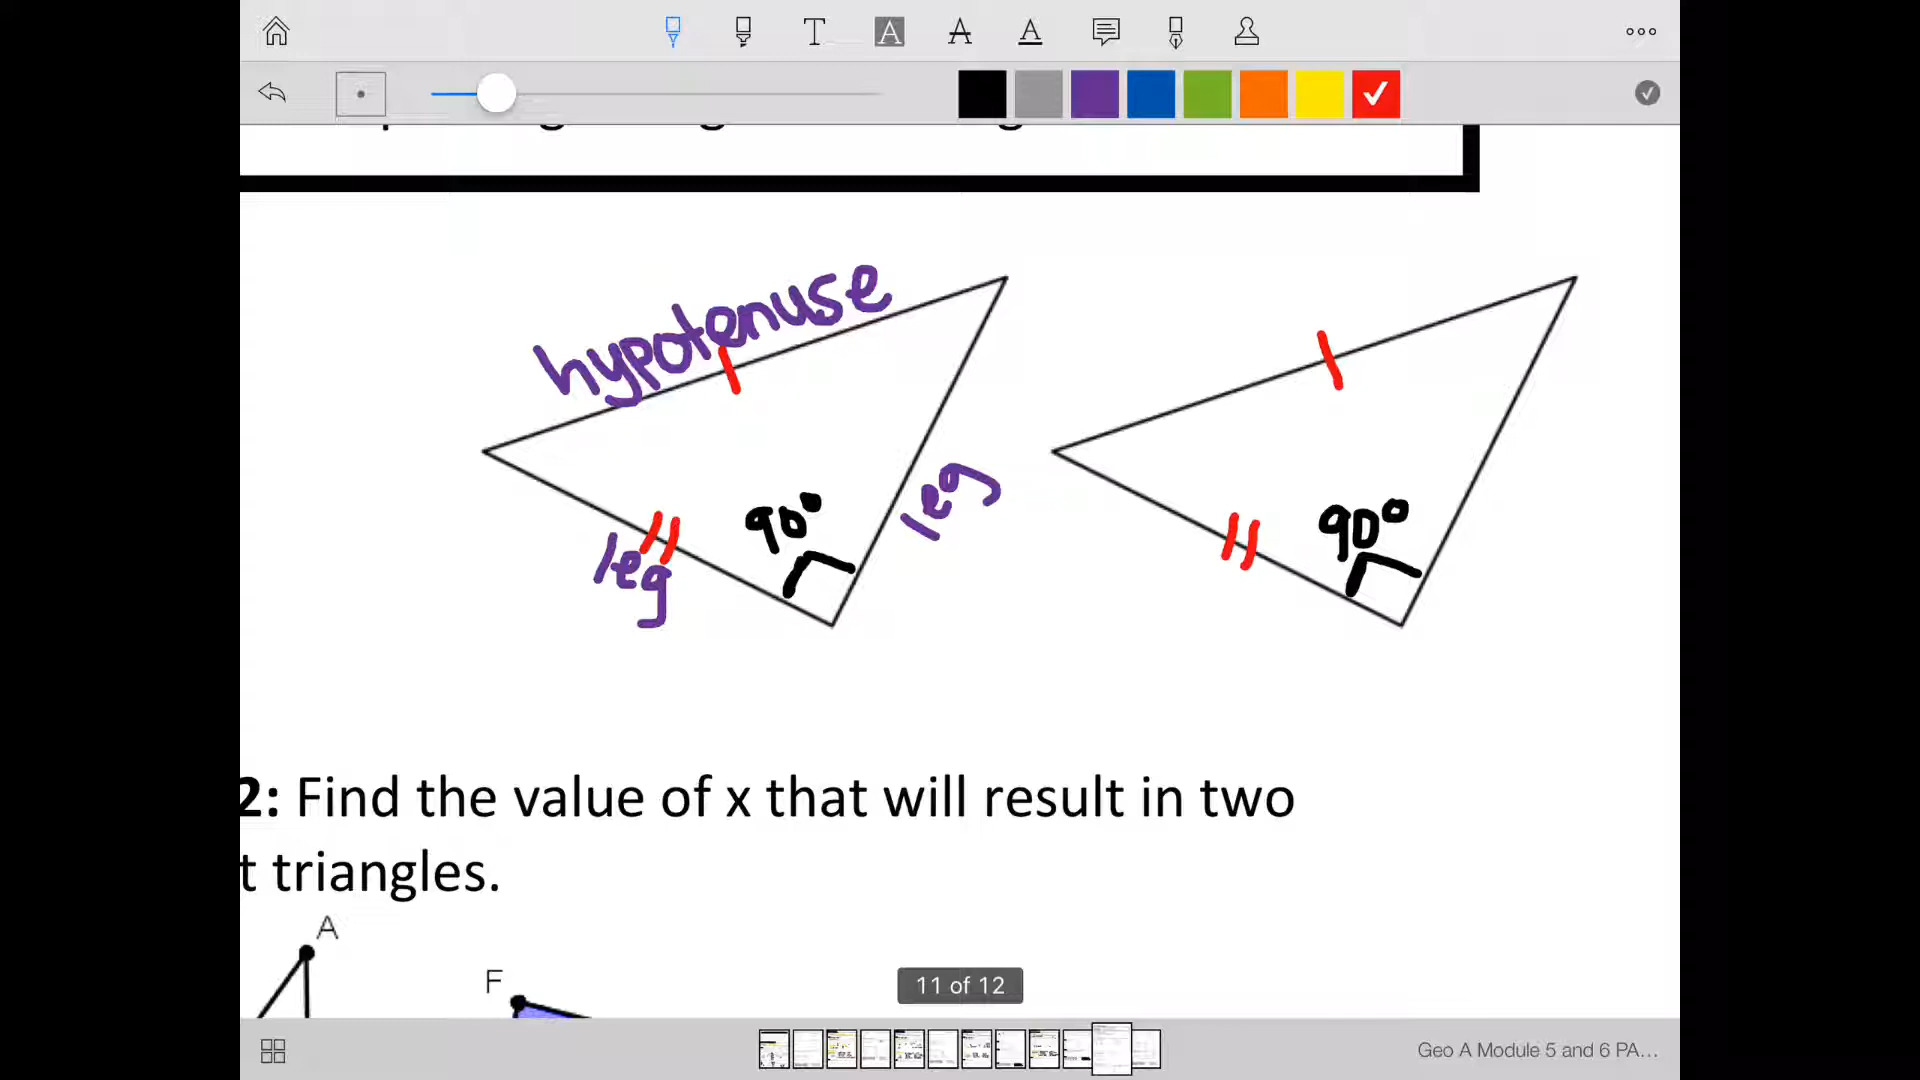 T A A A
hypotenuse
leg
90°
leg
90°
2: Find the value of x that will result in two
t triangles.
A
F
11 of 12
Geo A Module 5 and 6 PA...